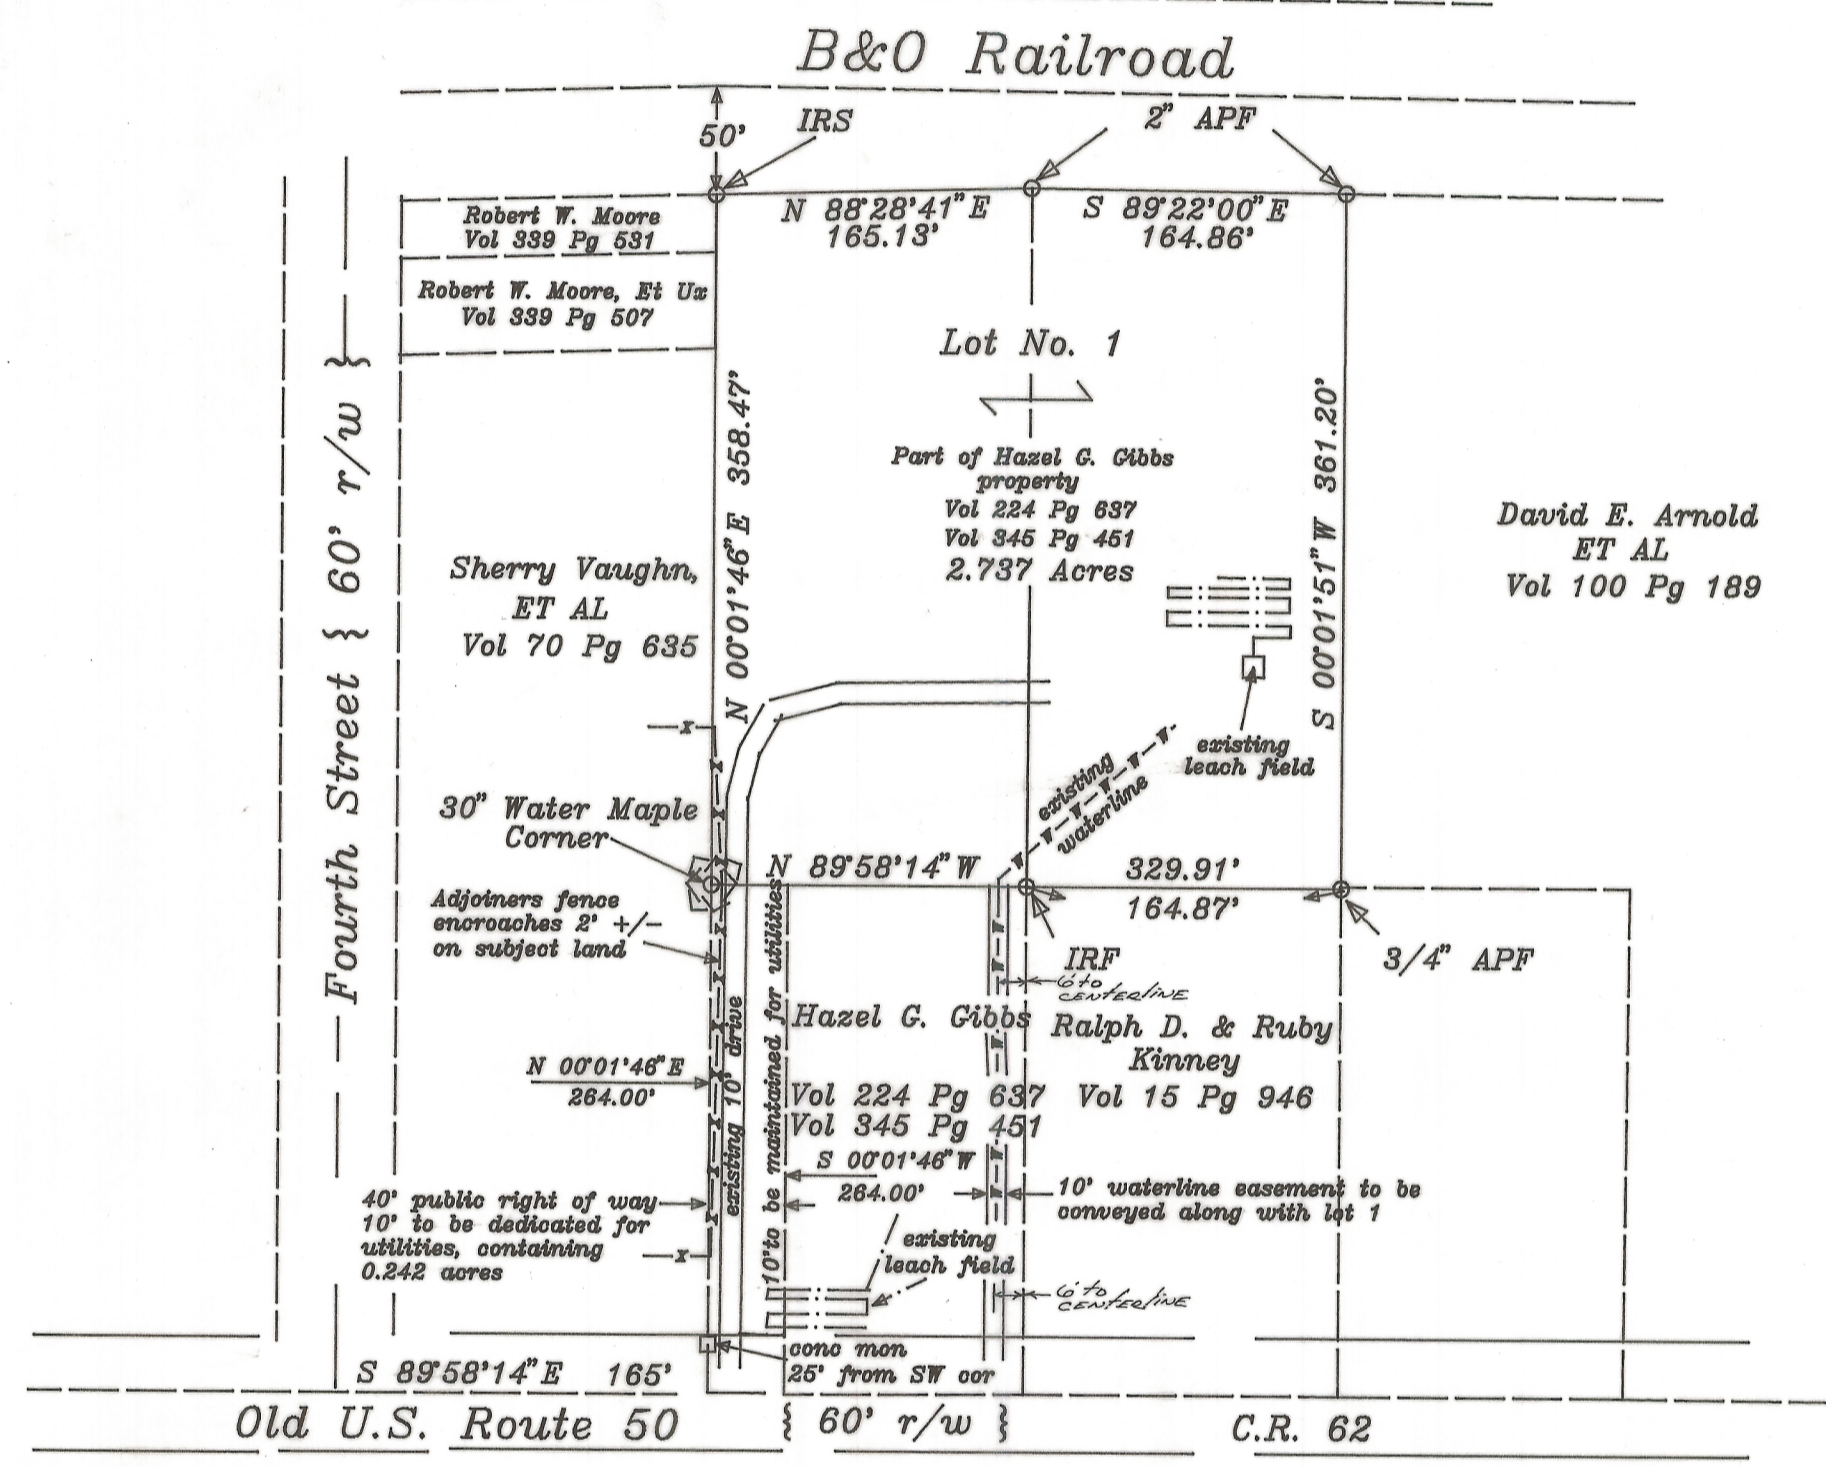 B&O Railroad
50'
IRS
2" APF
N 88°28'41"E
165.13'
S 89°22'00"E
164.86'
Robert W. Moore
Vol 339 Pg 531
Robert W. Moore, Et Ux
Vol 339 Pg 507
Lot No. 1
Part of Hazel G. Gibbs
property
Vol 224 Pg 637
Vol 345 Pg 451
2.737 Acres
N 00°01'46"E 358.47'
S 00°01'51"W 361.20'
David E. Arnold
ET AL
Vol 100 Pg 189
Sherry Vaughn,
ET AL
Vol 70 Pg 635
Fourth Street { 60' r/w }
existing
leach field
existing
W-W-W-W-W-W
waterline
30" Water Maple
Corner
N 89°58'14"W
329.91'
164.87'
Adjoiners fence
encroaches 2' +/-
on subject land
IRF
3/4" APF
6' to
CENTERLINE
Hazel G. Gibbs
Vol 224 Pg 637
Vol 345 Pg 451
Ralph D. & Ruby
Kinney
Vol 15 Pg 946
N 00°01'46"E
264.00'
existing 10' drive
10' to be maintained for utilities
S 00°01'46"W
264.00'
10' waterline easement to be
conveyed along with lot 1
40' public right of way
10' to be dedicated for
utilities, containing
0.242 acres
existing
leach field
6' to
CENTERLINE
conc mon
25' from SW cor
S 89°58'14"E 165'
Old U.S. Route 50
{ 60' r/w }
C.R. 62